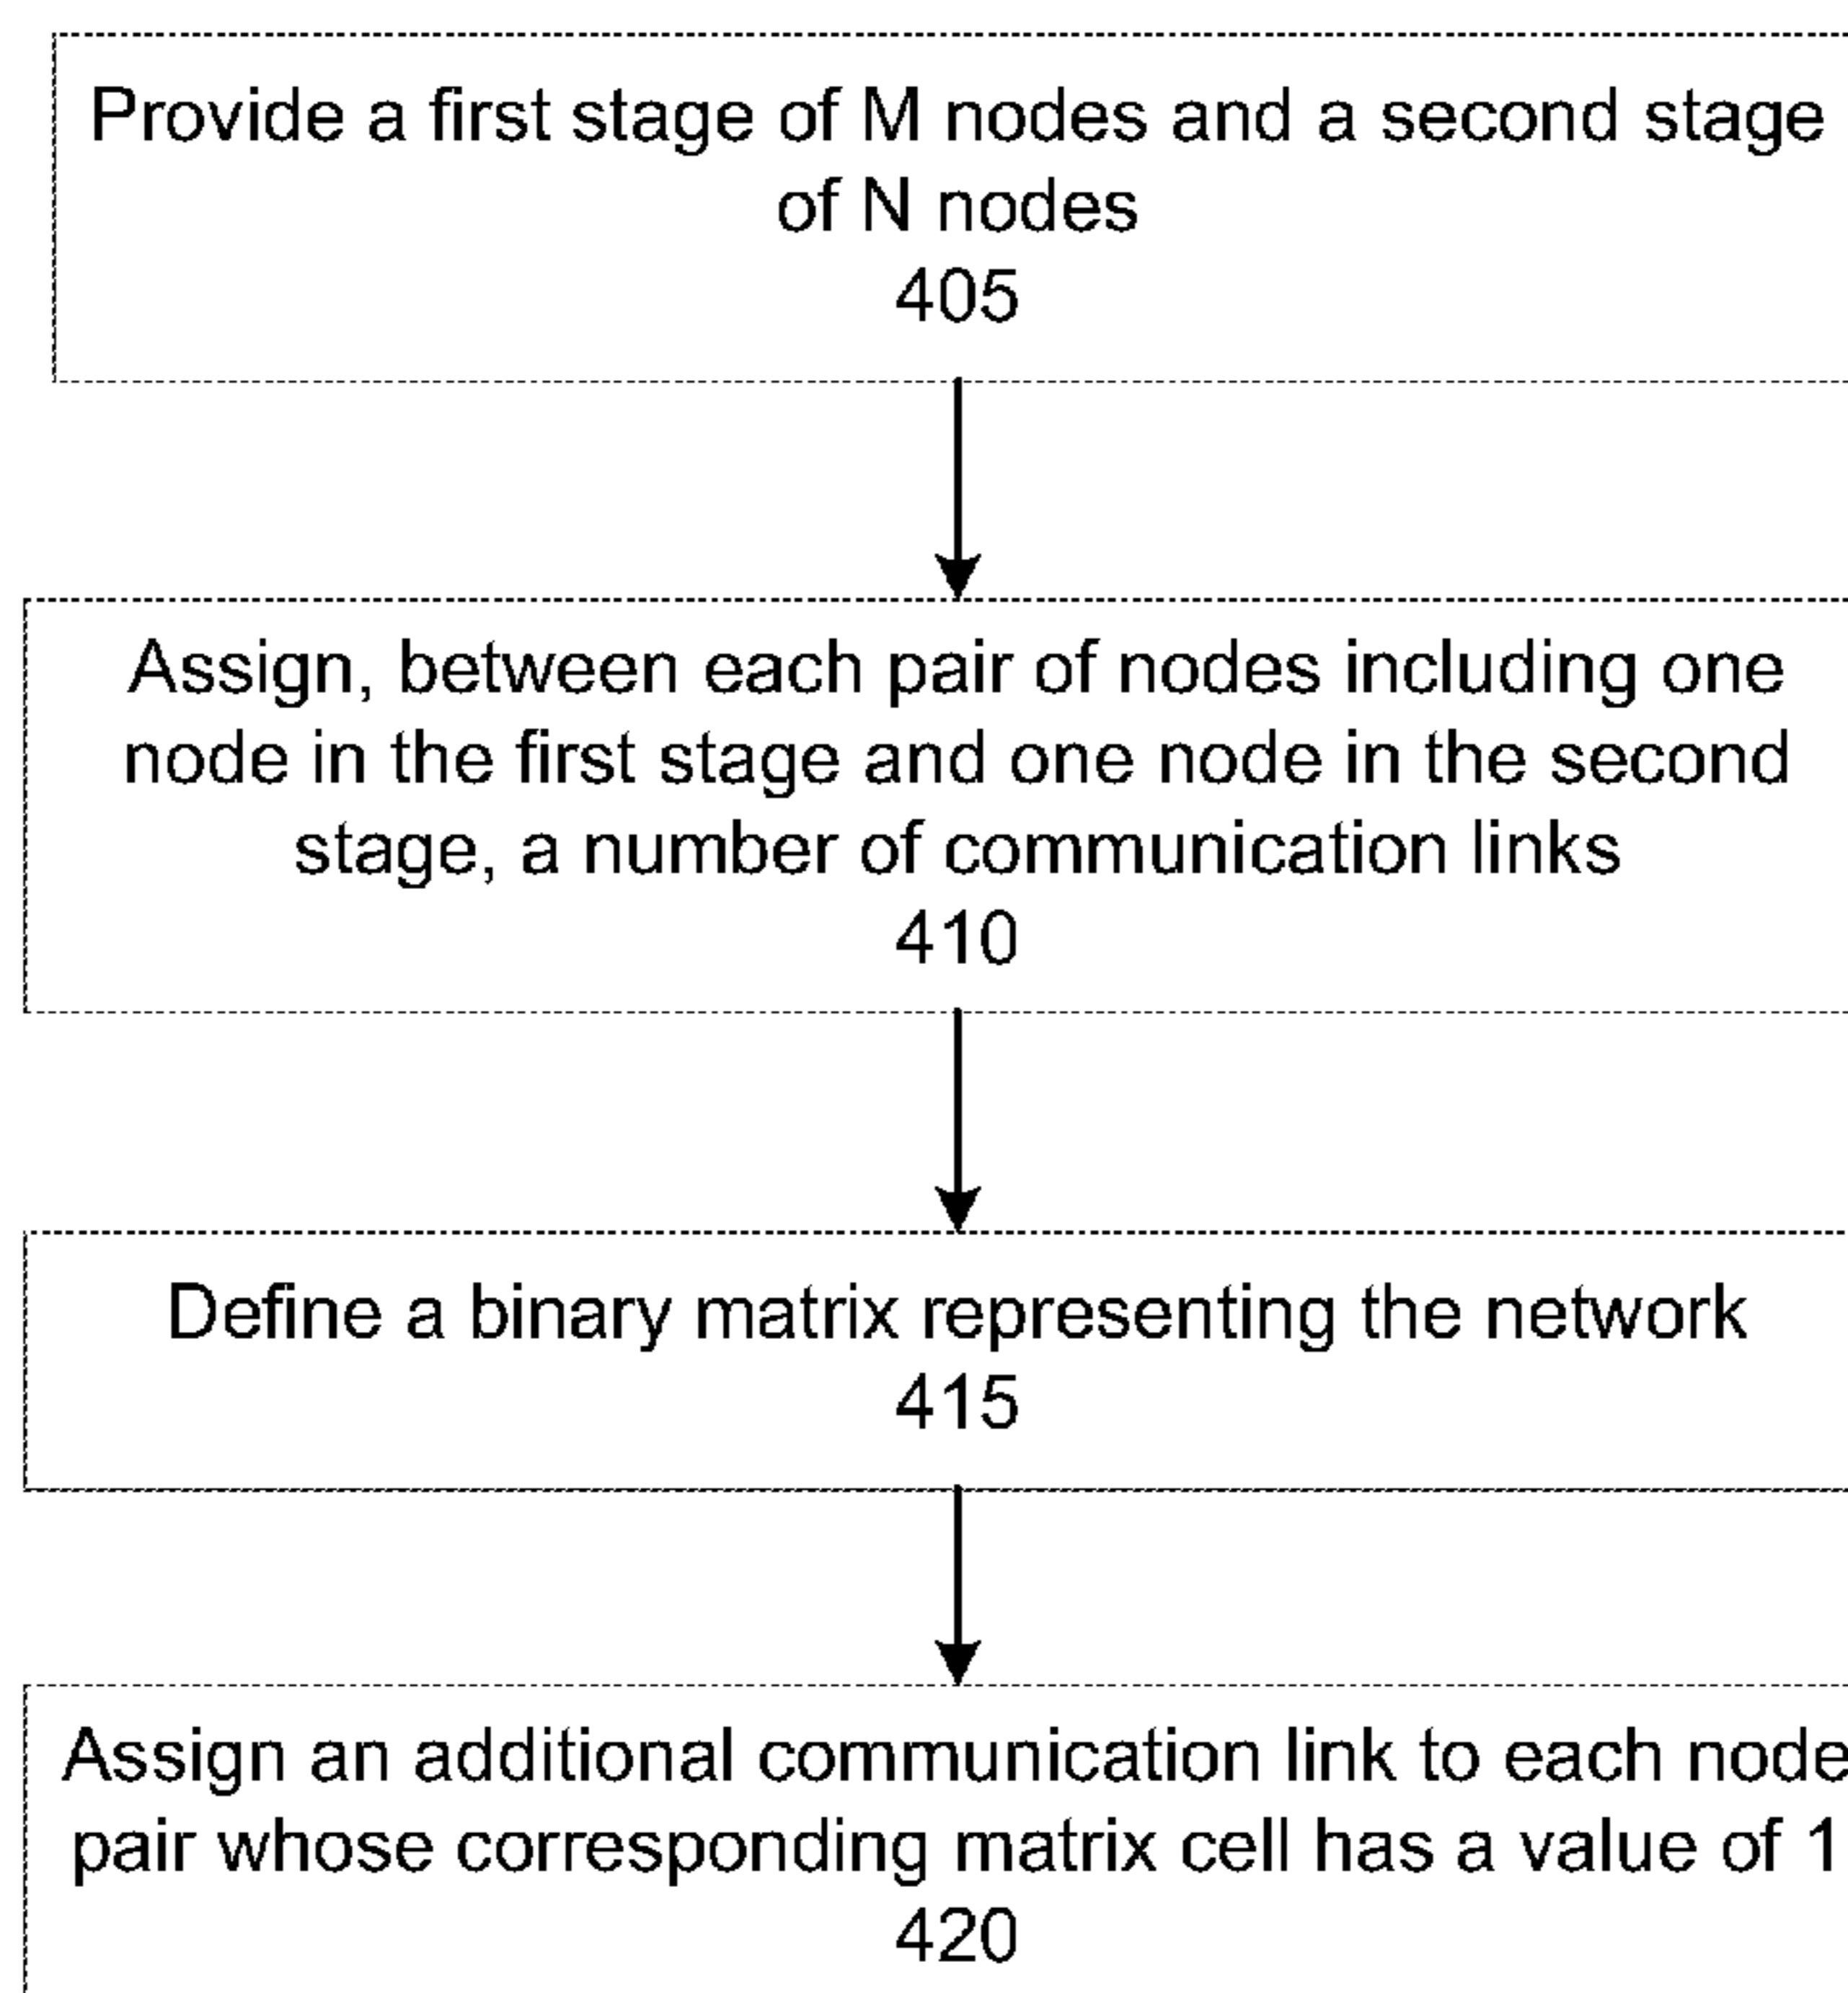 Provide a first stage of M nodes and a second stage
of N nodes
405
Assign, between each pair of nodes including one
node in the first stage and one node in the second
stage, a number of communication links
410
Define a binary matrix representing the network
415
Assign an additional communication link to each node
pair whose corresponding matrix cell has a value of 1
420